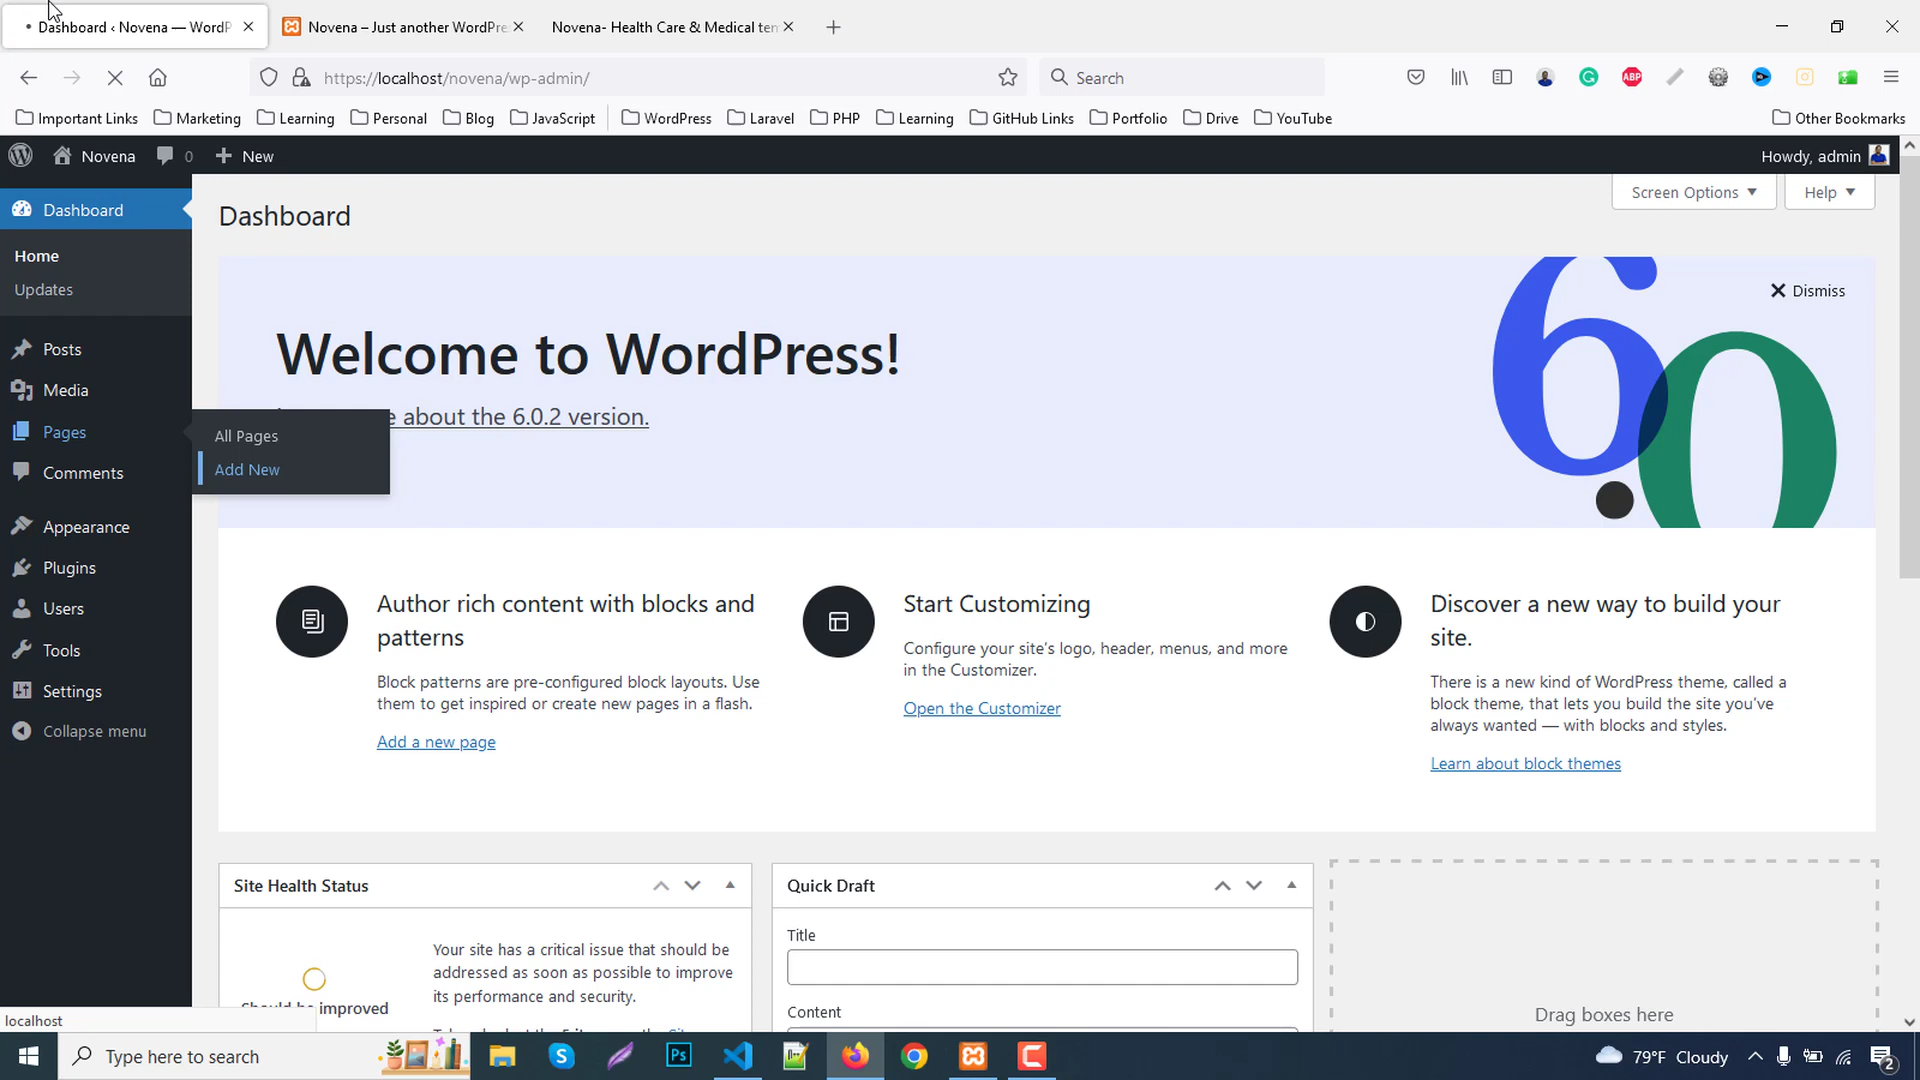 Dashboard ‹ Novena — WordP
Novena – Just another WordPre
Novena- Health Care & Medical tem
https://localhost/novena/wp-admin/
Search
ABP
Important Links
Marketing
Learning
Personal
Blog
JavaScript
WordPress
Laravel
PHP
Learning
GitHub Links
Portfolio
Drive
YouTube
Other Bookmarks
Novena
0
New
Howdy, admin
Dashboard
Home
Updates
Posts
Media
Pages
Comments
Appearance
Plugins
Users
Tools
Settings
Collapse menu
All Pages
Add New
Screen Options
Help
Dashboard
Welcome to WordPress!
e about the 6.0.2 version.
6.0
Dismiss
Author rich content with blocks and
patterns
Block patterns are pre-configured block layouts. Use
them to get inspired or create new pages in a flash.
Add a new page
Start Customizing
Configure your site's logo, header, menus, and more
in the Customizer.
Open the Customizer
Discover a new way to build your
site.
There is a new kind of WordPress theme, called a
block theme, that lets you build the site you've
always wanted — with blocks and styles.
Learn about block themes
Site Health Status
Your site has a critical issue that should be
addressed as soon as possible to improve
its performance and security.
Should be improved
Quick Draft
Title
Content
Drag boxes here
localhost
Type here to search
Ps
79°F Cloudy
2